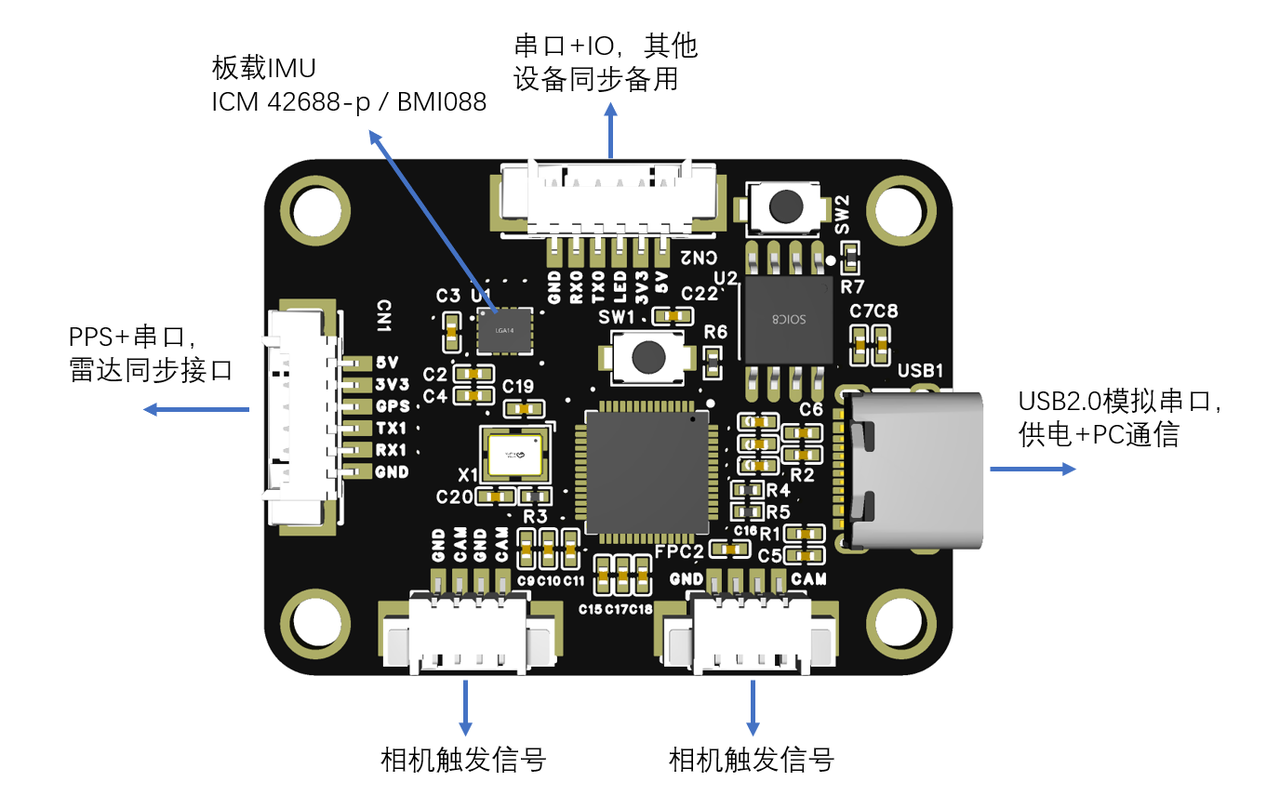 串口+IO，其他
设备同步备用
板载IMU
ICM 42688-p / BMI088
SW2
CN2
GND
RX0
TX0
LED
3V3
5V
U2
R7
C3
U1
C22
SW1
CN1
LGA14
SOIC8
C7
C8
R6
PPS+串口，
雷达同步接口
5V
3V3
GPS
TX1
RX1
GND
C2
C4
C19
USB1
C6
USB2.0模拟串口，
供电+PC通信
X1
C20
R3
R2
R4
R5
C16
R1
C5
FPC2
GND
CAM
GND
CAM
C9
C10
C11
GND
CAM
C15
C17
C18
相机触发信号
相机触发信号